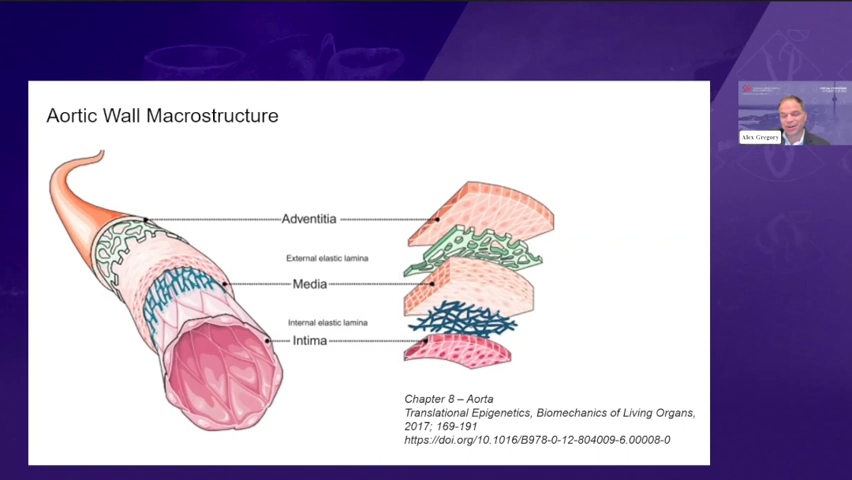 Aortic Wall Macrostructure
Adventitia
External elastic lamina
Media
Internal elastic lamina
Intima
Chapter 8 – Aorta
Translational Epigenetics, Biomechanics of Living Organs,
2017; 169-191
https://doi.org/10.1016/B978-0-12-804009-6.00008-0
Alex Gregory